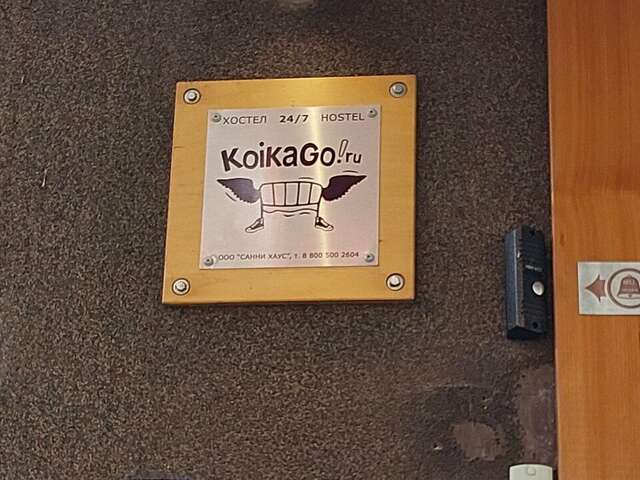 ХОСТЕЛ 24/7 HOSTEL
KoiKaGo!ru
ООО "САННИ ХАУС", т. 8 800 500 2604